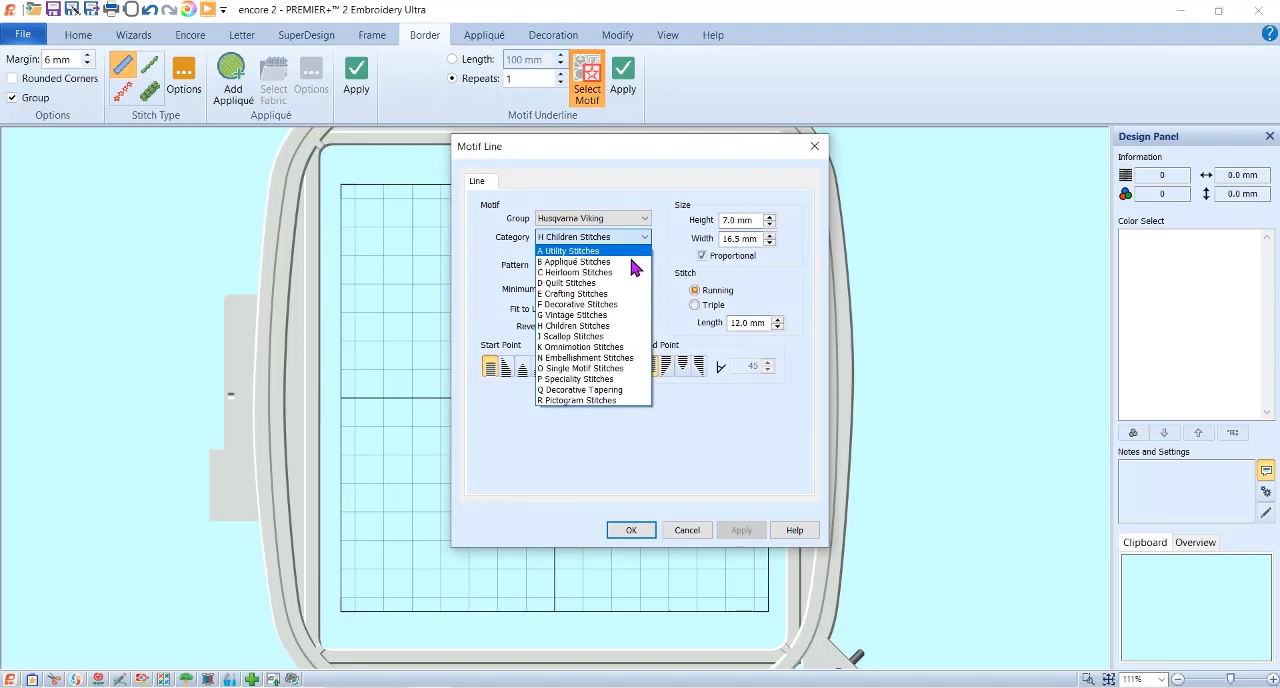 encore 2 - PREMIER+™ 2 Embroidery Ultra
File Home Wizards Encore Letter SuperDesign Frame Border Appliqué Decoration Modify View Help
Margin: 6 mm
Rounded Corners
Group
Options
Options
Stitch Type
Add Appliqué
Select Fabric
Options
Appliqué
Apply
Length: 100 mm
Repeats: 1
Select Motif
Apply
Motif Underline
Motif Line
Line
Motif
Group Husqvarna Viking
Category H Children Stitches
A Utility Stitches
B Appliqué Stitches
C Heirloom Stitches
D Quilt Stitches
E Crafting Stitches
F Decorative Stitches
G Vintage Stitches
H Children Stitches
J Scallop Stitches
K Omnimotion Stitches
N Embellishment Stitches
O Single Motif Stitches
P Speciality Stitches
Q Decorative Tapering
R Pictogram Stitches
Pattern
Minimum
Fit to L
Reve
Start Point
d Point
45
Size
Height 7.0 mm
Width 16.5 mm
Proportional
Stitch
Running
Triple
Length 12.0 mm
OK Cancel Apply Help
Design Panel
Information
0 0.0 mm
0 0.0 mm
Color Select
Notes and Settings
Clipboard Overview
111%